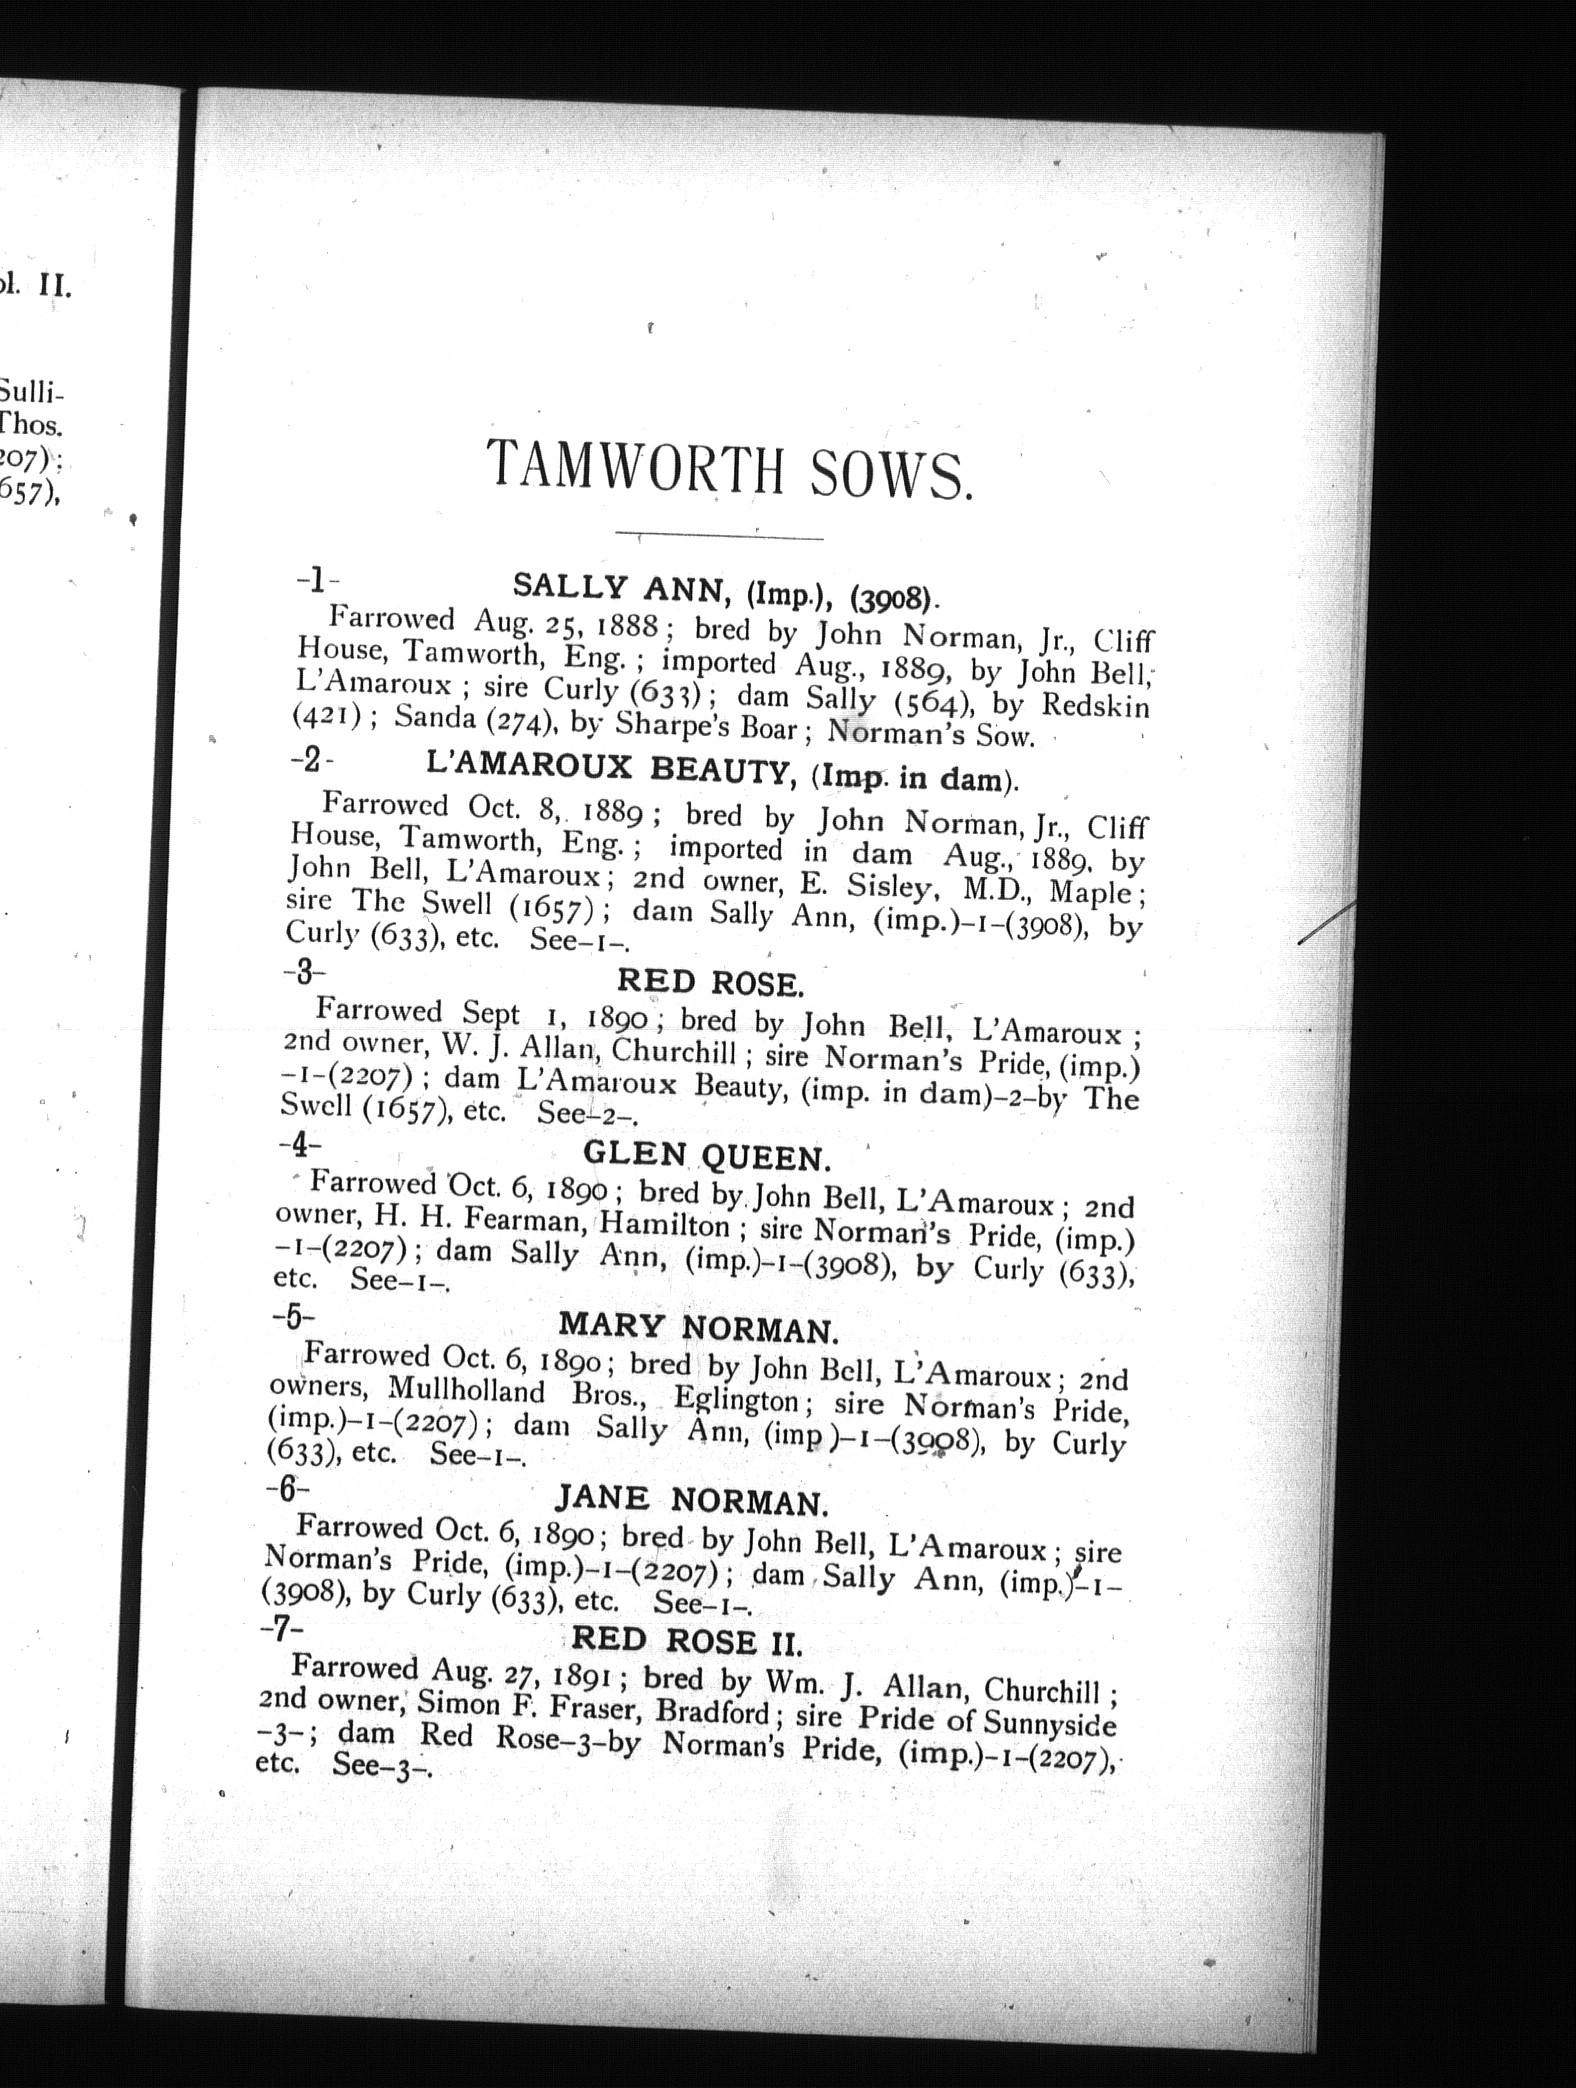 II.
Sulli-
Thos.
TAMWORTH SOWS.
-1- SALLY ANN, (Imp.), (3908).
Farrowed Aug. 25, 1888; bred by John Norman, Jr., Cliff
House, Tamworth, Eng.; imported Aug., 1889, by John Bell,
L'Amaroux; sire Curly (633); dam Sally (564), by Redskin
(421); Sanda (274), by Sharpe's Boar; Norman's Sow.
-2- L'AMAROUX BEAUTY, (Imp. in dam).
Farrowed Oct. 8, 1889; bred by John Norman, Jr., Cliff
House, Tamworth, Eng.; imported in dam Aug., 1889, by
John Bell, L'Amaroux; 2nd owner, E. Sisley, M.D., Maple;
sire The Swell (1657); dam Sally Ann, (imp.)-1-(3908), by
Curly (633), etc. See-1-.
-3- RED ROSE.
Farrowed Sept 1, 1890; bred by John Bell, L'Amaroux;
2nd owner, W. J. Allan, Churchill; sire Norman's Pride, (imp.)
-1-(2207); dam L'Amaroux Beauty, (imp. in dam)-2-by The
Swell (1657), etc. See-2-.
-4- GLEN QUEEN.
Farrowed Oct. 6, 1890; bred by John Bell, L'Amaroux; 2nd
owner, H. H. Fearman, Hamilton; sire Norman's Pride, (imp.)
-1-(2207); dam Sally Ann, (imp.)-1-(3908), by Curly (633),
etc. See-1-.
-5- MARY NORMAN.
Farrowed Oct. 6, 1890; bred by John Bell, L'Amaroux; 2nd
owners, Mullholland Bros., Eglington; sire Norman's Pride,
(imp.)-1-(2207); dam Sally Ann, (imp )-1-(3908), by Curly
(633), etc. See-1-.
-6- JANE NORMAN.
Farrowed Oct. 6, 1890; bred by John Bell, L'Amaroux; sire
Norman's Pride, (imp.)-1-(2207); dam Sally Ann, (imp.)-1-
(3908), by Curly (633), etc. See-1-.
-7- RED ROSE II.
Farrowed Aug. 27, 1891; bred by Wm. J. Allan, Churchill;
2nd owner, Simon F. Fraser, Bradford; sire Pride of Sunnyside
-3-; dam Red Rose-3-by Norman's Pride, (imp.)-1-(2207),
etc. See-3-.